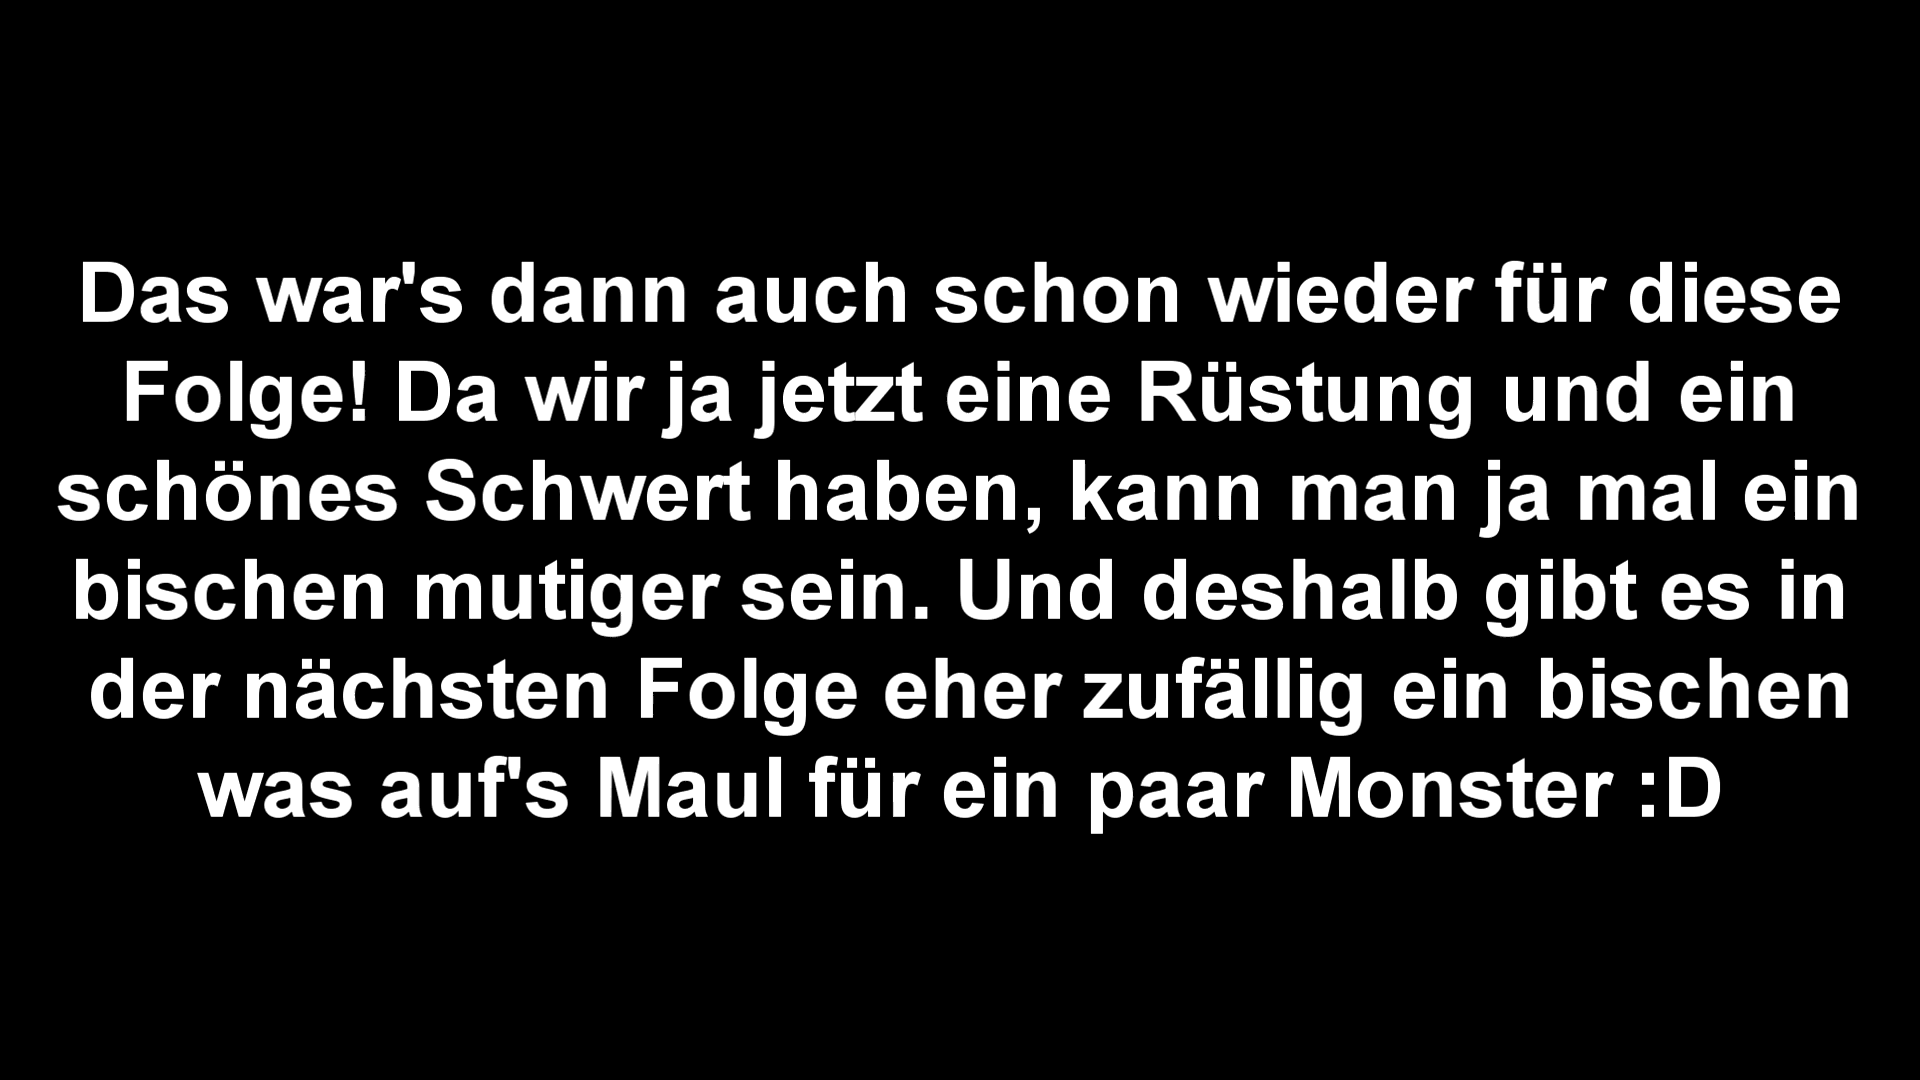 Das war's dann auch schon wieder für diese
Folge! Da wir ja jetzt eine Rüstung und ein
schönes Schwert haben, kann man ja mal ein
bischen mutiger sein. Und deshalb gibt es in
der nächsten Folge eher zufällig ein bischen
was auf's Maul für ein paar Monster :D